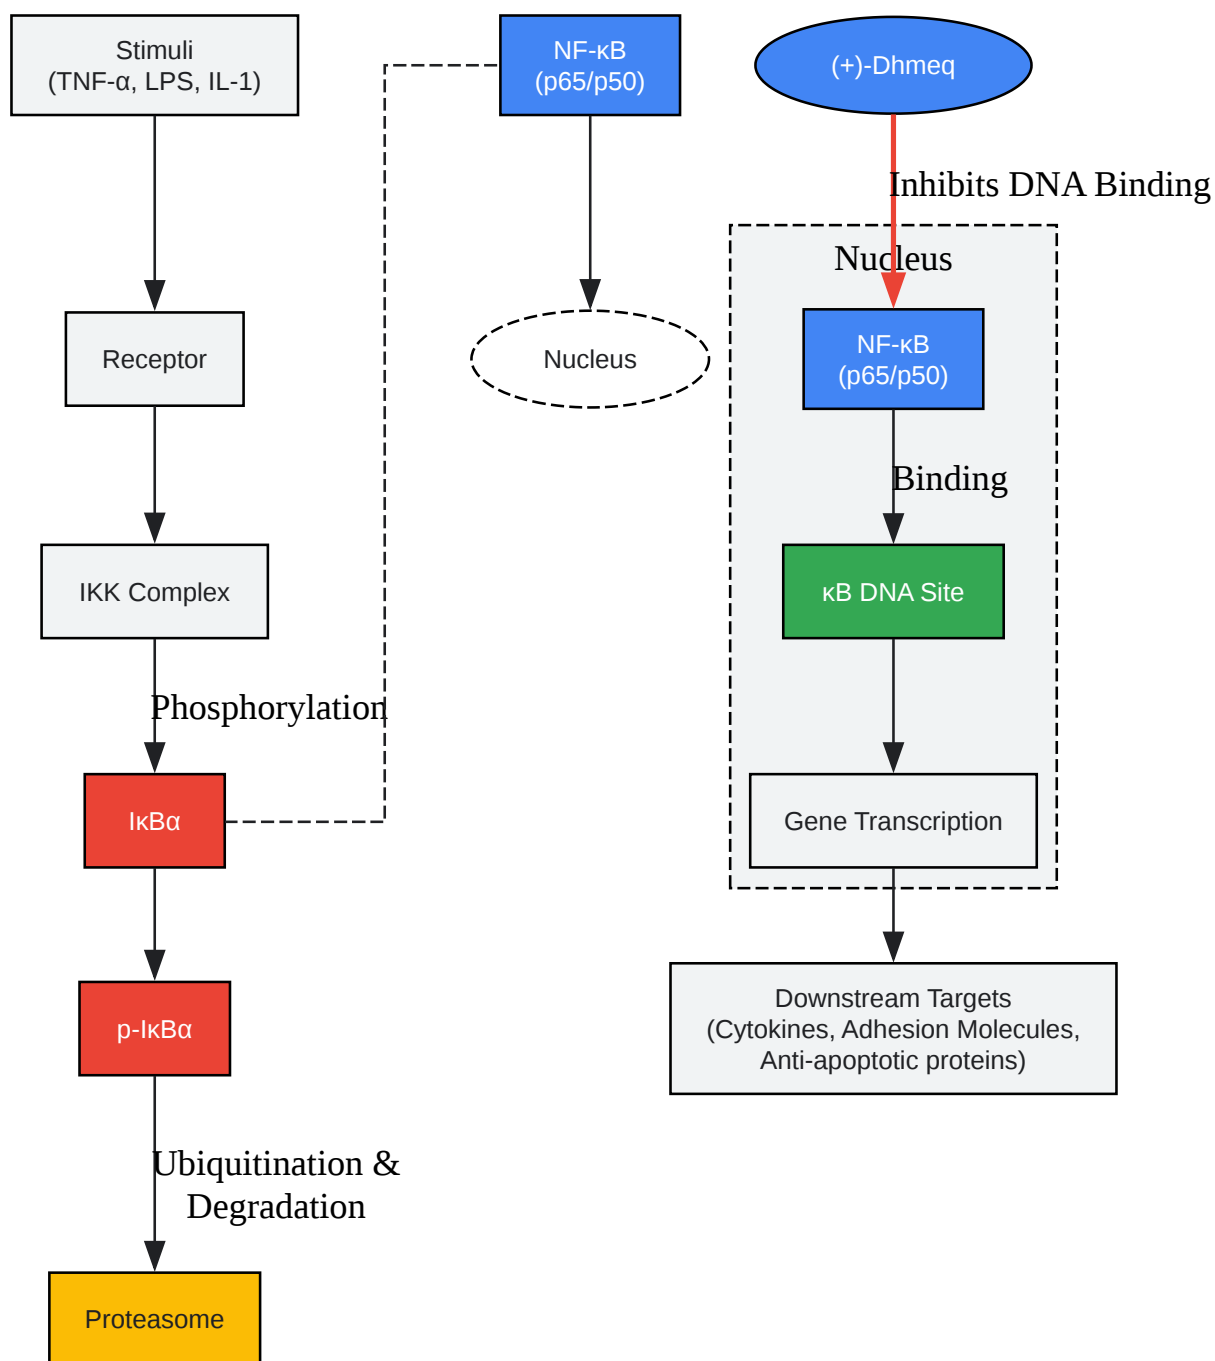 Stimuli
(TNF-α, LPS, IL-1)
Receptor
IKK Complex
Phosphorylation
IκBα
p-IκBα
Ubiquitination &
Degradation
Proteasome
NF-κB
(p65/p50)
Nucleus
(+)-Dhmeq
Inhibits DNA Binding
Nucleus
NF-κB
(p65/p50)
Binding
κB DNA Site
Gene Transcription
Downstream Targets
(Cytokines, Adhesion Molecules,
Anti-apoptotic proteins)